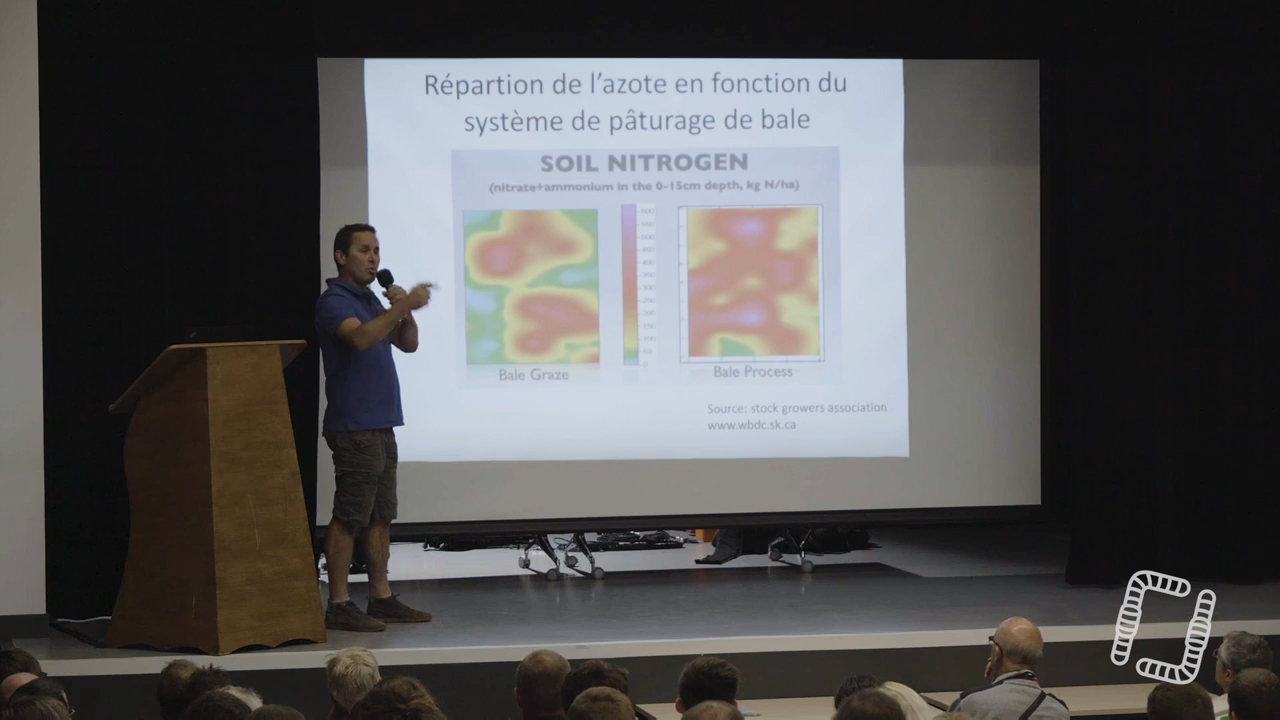 Répartion de l'azote en fonction du
système de pâturage de bale
SOIL NITROGEN
(nitrate+ammonium in the 0-15cm depth, kg N/ha)
Bale Graze
Bale Process
Source: stock growers association
www.wbdc.sk.ca